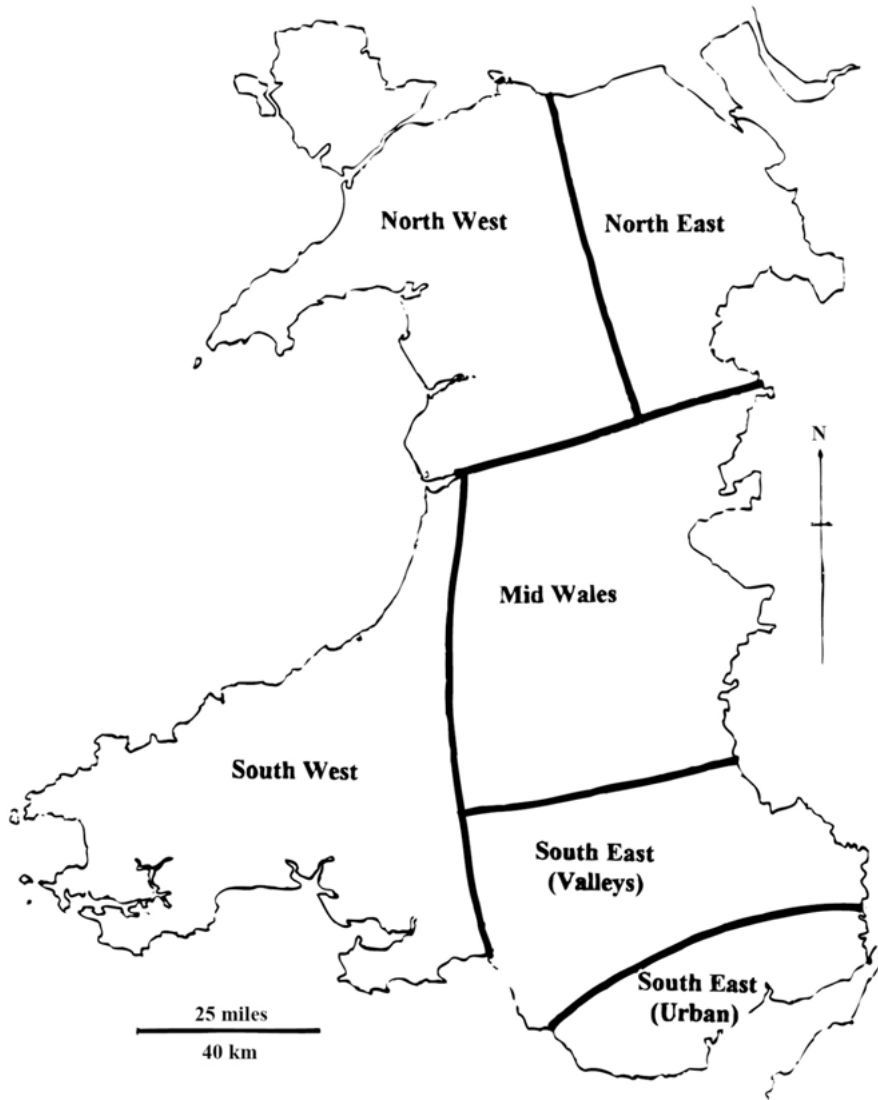 North West
North East
N
Mid Wales
South West
South East
(Valleys)
South East
(Urban)
25 miles
40 km